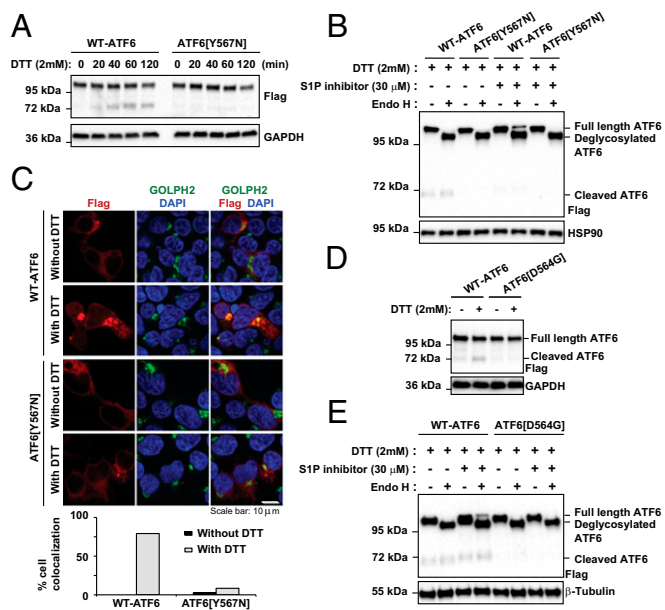 A
WT-ATF6 ATF6[Y567N]
DTT (2mM) 0 20 40 60 120 0 20 40 60 120 (min)
95 kDa
72 kDa
Flag
36 kDa
GAPDH
B
WT-ATF6 ATF6[Y567N] WT-ATF6 ATF6[Y567N]
DTT (2mM) : + + + + + + + +
S1P inhibitor (30 μM) : - - - - + + + +
Endo H : - + - + - + - +
Full length ATF6
Deglycosylated
ATF6
95 kDa
72 kDa
Cleaved ATF6
Flag
95 kDa
HSP90
C
GOLPH2 GOLPH2
Flag DAPI Flag DAPI
WT-ATF6
Without DTT
With DTT
ATF6[Y567N]
Without DTT
With DTT
Scale bar: 10 μm
% cell
colocalization
100
50
0
Without DTT
With DTT
WT-ATF6 ATF6[Y567N]
D
WT-ATF6 ATF6[D564G]
DTT (2mM): - + - +
Full length ATF6
95 kDa
72 kDa
Cleaved ATF6
Flag
36 kDa
GAPDH
E
WT-ATF6 ATF6[D564G]
DTT (2mM) : + + + + + + + +
S1P inhibitor (30 μM) : - - + + - - + +
Endo H : - + - + - + - +
Full length ATF6
Deglycosylated
ATF6
95 kDa
72 kDa
Cleaved ATF6
Flag
55 kDa
β-Tubulin